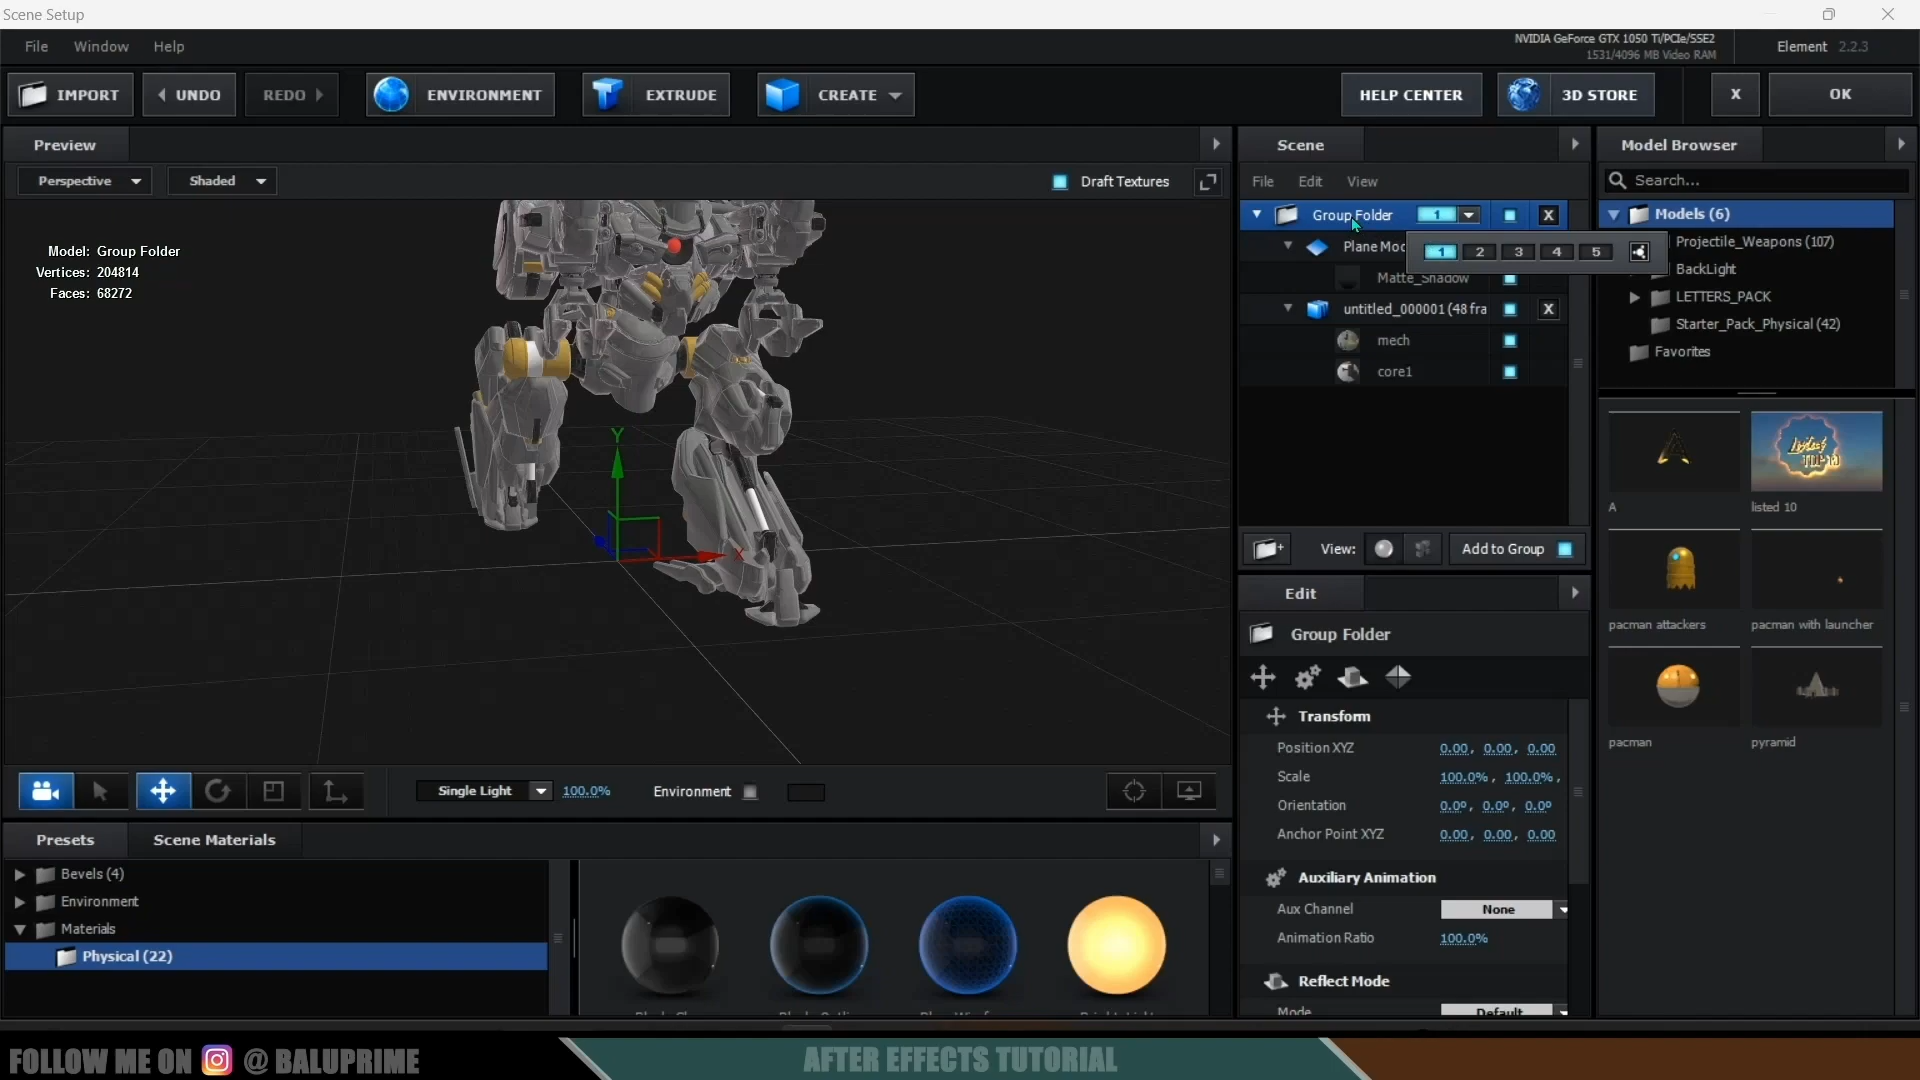 Scene Setup
File Window Help
NVIDIA GeForce GTX 1050 Ti/PCIe/SSE2
1531/4096 MB Video RAM
Element 2.2.3
IMPORT UNDO REDO ENVIRONMENT EXTRUDE CREATE HELP CENTER 3D STORE X OK
Preview
Perspective Shaded Draft Textures
Model: Group Folder
Vertices: 204814
Faces: 68272
Y
X
Single Light 100.0% Environment
Presets Scene Materials
Bevels (4)
Environment
Materials
Physical (22)
Scene
File Edit View
Group Folder 1 X
Plane Mod
1 2 3 4 5
Matte_Shadow
untitled_000001 (48 fra X
mech
core1
View: Add to Group
Edit
Group Folder
Transform
Position XYZ 0.00, 0.00, 0.00
Scale 100.0%, 100.0%,
Orientation 0.0º, 0.0º, 0.0º
Anchor Point XYZ 0.00, 0.00, 0.00
Auxiliary Animation
Aux Channel None
Animation Ratio 100.0%
Reflect Mode
Mode Default
Model Browser
Search...
Models (6)
Projectile_Weapons (107)
BackLight
LETTERS_PACK
Starter_Pack_Physical (42)
Favorites
A listed 10
pacman attackers pacman with launcher
pacman pyramid
FOLLOW ME ON @ BALUPRIME
AFTER EFFECTS TUTORIAL